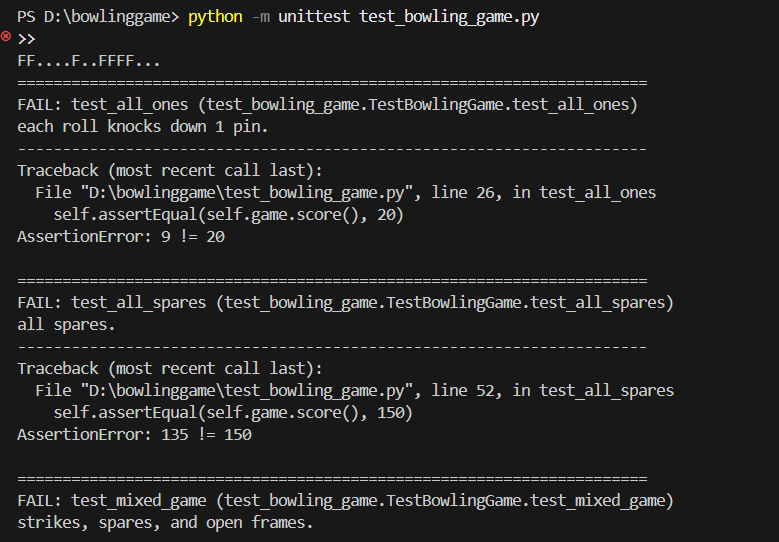 PS D:\bowlinggame> python -m unittest test_bowling_game.py
>>
FF....F..FFFF...
======================================================================
FAIL: test_all_ones (test_bowling_game.TestBowlingGame.test_all_ones)
each roll knocks down 1 pin.
----------------------------------------------------------------------
Traceback (most recent call last):
  File "D:\bowlinggame\test_bowling_game.py", line 26, in test_all_ones
    self.assertEqual(self.game.score(), 20)
AssertionError: 9 != 20

======================================================================
FAIL: test_all_spares (test_bowling_game.TestBowlingGame.test_all_spares)
all spares.
----------------------------------------------------------------------
Traceback (most recent call last):
  File "D:\bowlinggame\test_bowling_game.py", line 52, in test_all_spares
    self.assertEqual(self.game.score(), 150)
AssertionError: 135 != 150

======================================================================
FAIL: test_mixed_game (test_bowling_game.TestBowlingGame.test_mixed_game)
strikes, spares, and open frames.